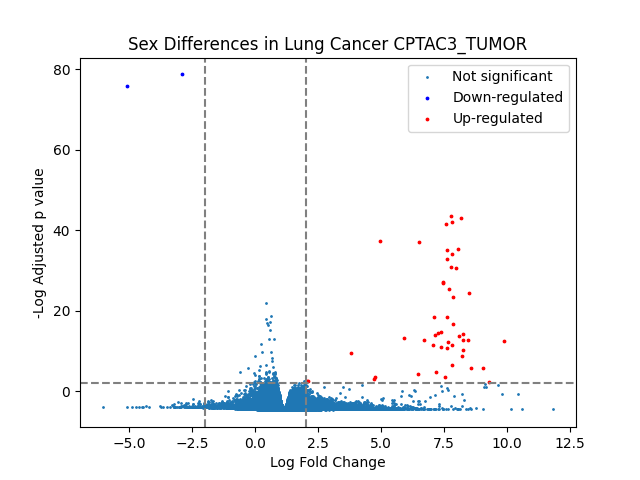 Sex Differences in Lung Cancer CPTAC3_TUMOR
Not significant
Down-regulated
Up-regulated
-Log Adjusted p value
80
60
40
20
0
−5.0 −2.5 0.0 2.5 5.0 7.5 10.0 12.5
Log Fold Change